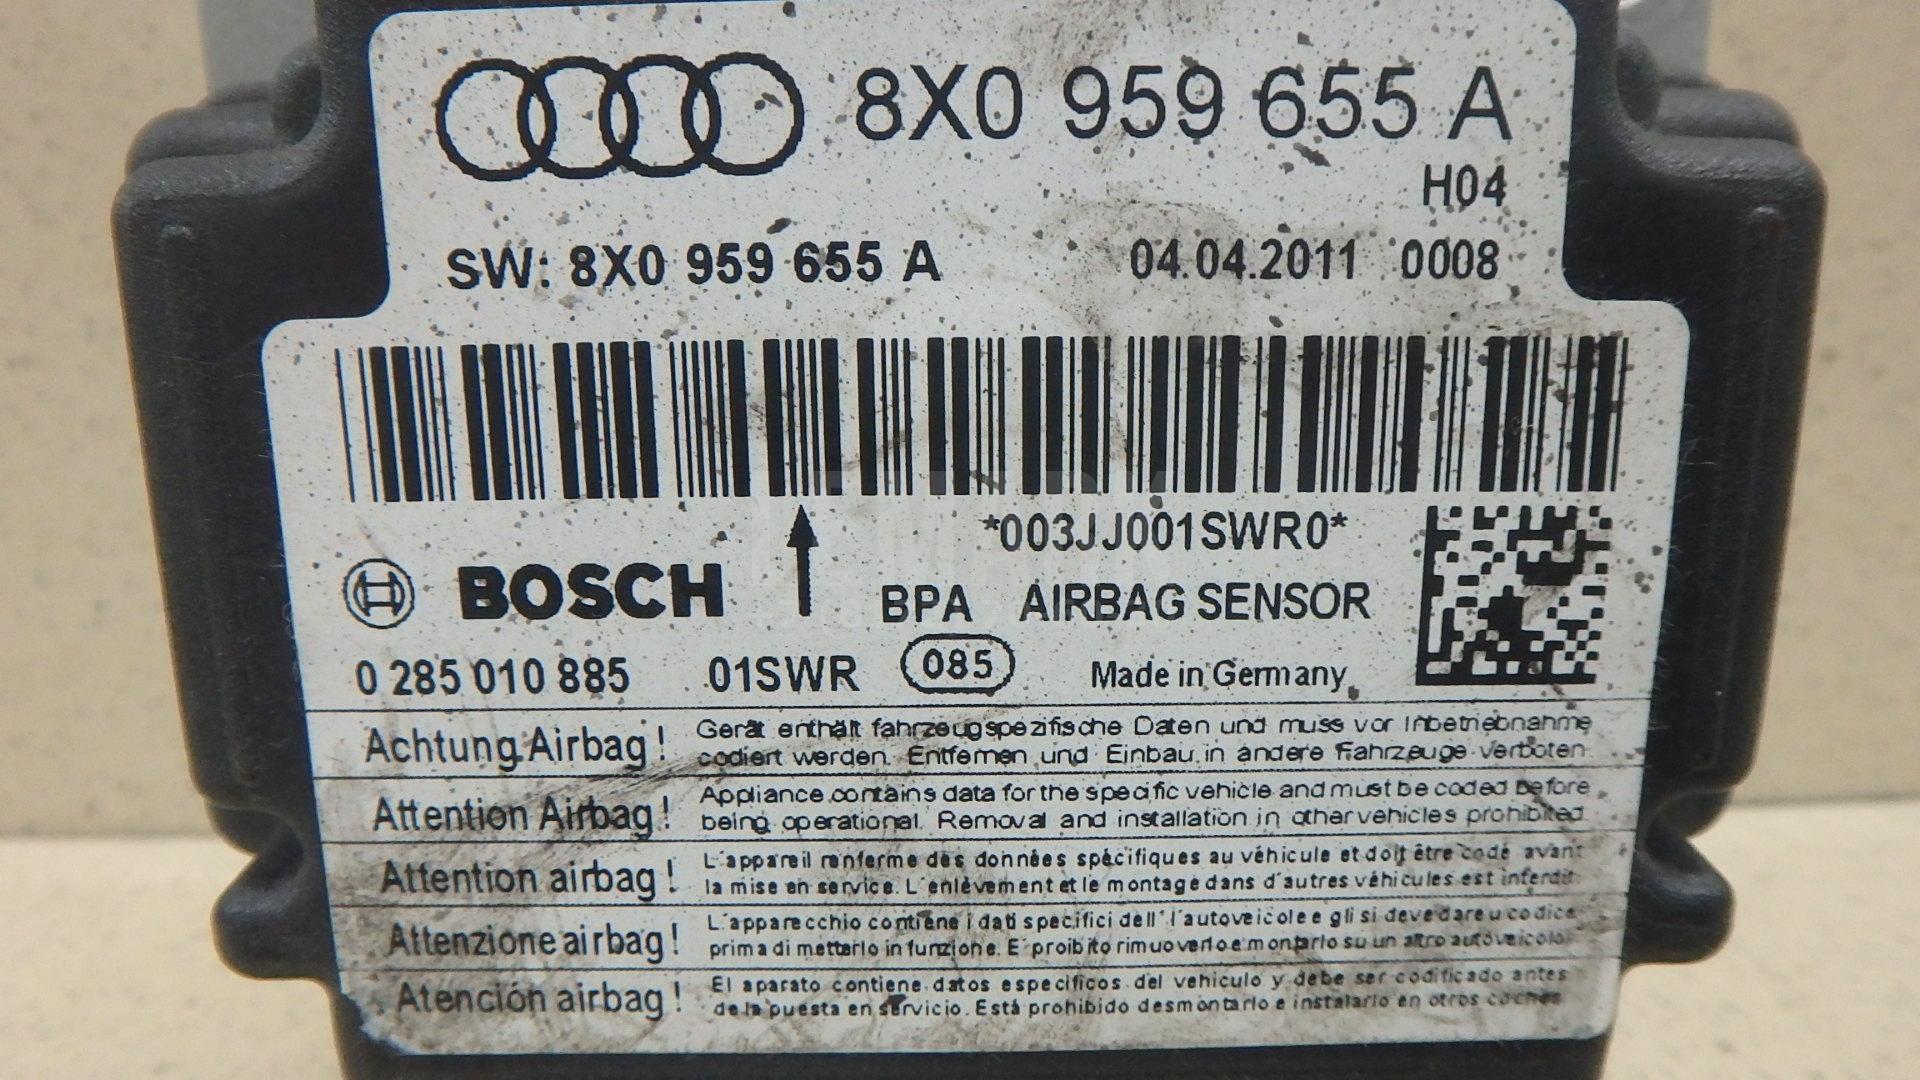 8X0 959 655 A
H04
SW: 8X0 959 655 A 04.04.2011 0008
*003JJ001SWR0*
BOSCH BPA AIRBAG SENSOR
0 285 010 885 01SWR 085 Made in Germany
Achtung Airbag! Gerät enthält fahrzeugspezifische Daten und muss vor Inbetriebnahme
codiert werden. Entfernen und Einbau in andere Fahrzeuge verboten
Attention Airbag! Appliance contains data for the specific vehicle and must be coded before
being operational. Removal and installation in other vehicles prohibited.
Attention airbag! L'appareil renferme des données spécifiques au véhicule et doit être codé avant
la mise en service. L'enlèvement et le montage dans d'autres véhicules est interdit
Attenzione airbag! L'apparecchio contiene i dati specifici dell' l'autoveicolo e gli si deve dare u codice
prima di metterlo in funzione. E' proibito rimuoverlo e montarlo su un altro autoveicolo
Atención airbag! El aparato contiene datos específicos del vehículo y debe ser codificado antes
de la puesta en servicio. Está prohibido desmontarlo e instalarlo en otros coches